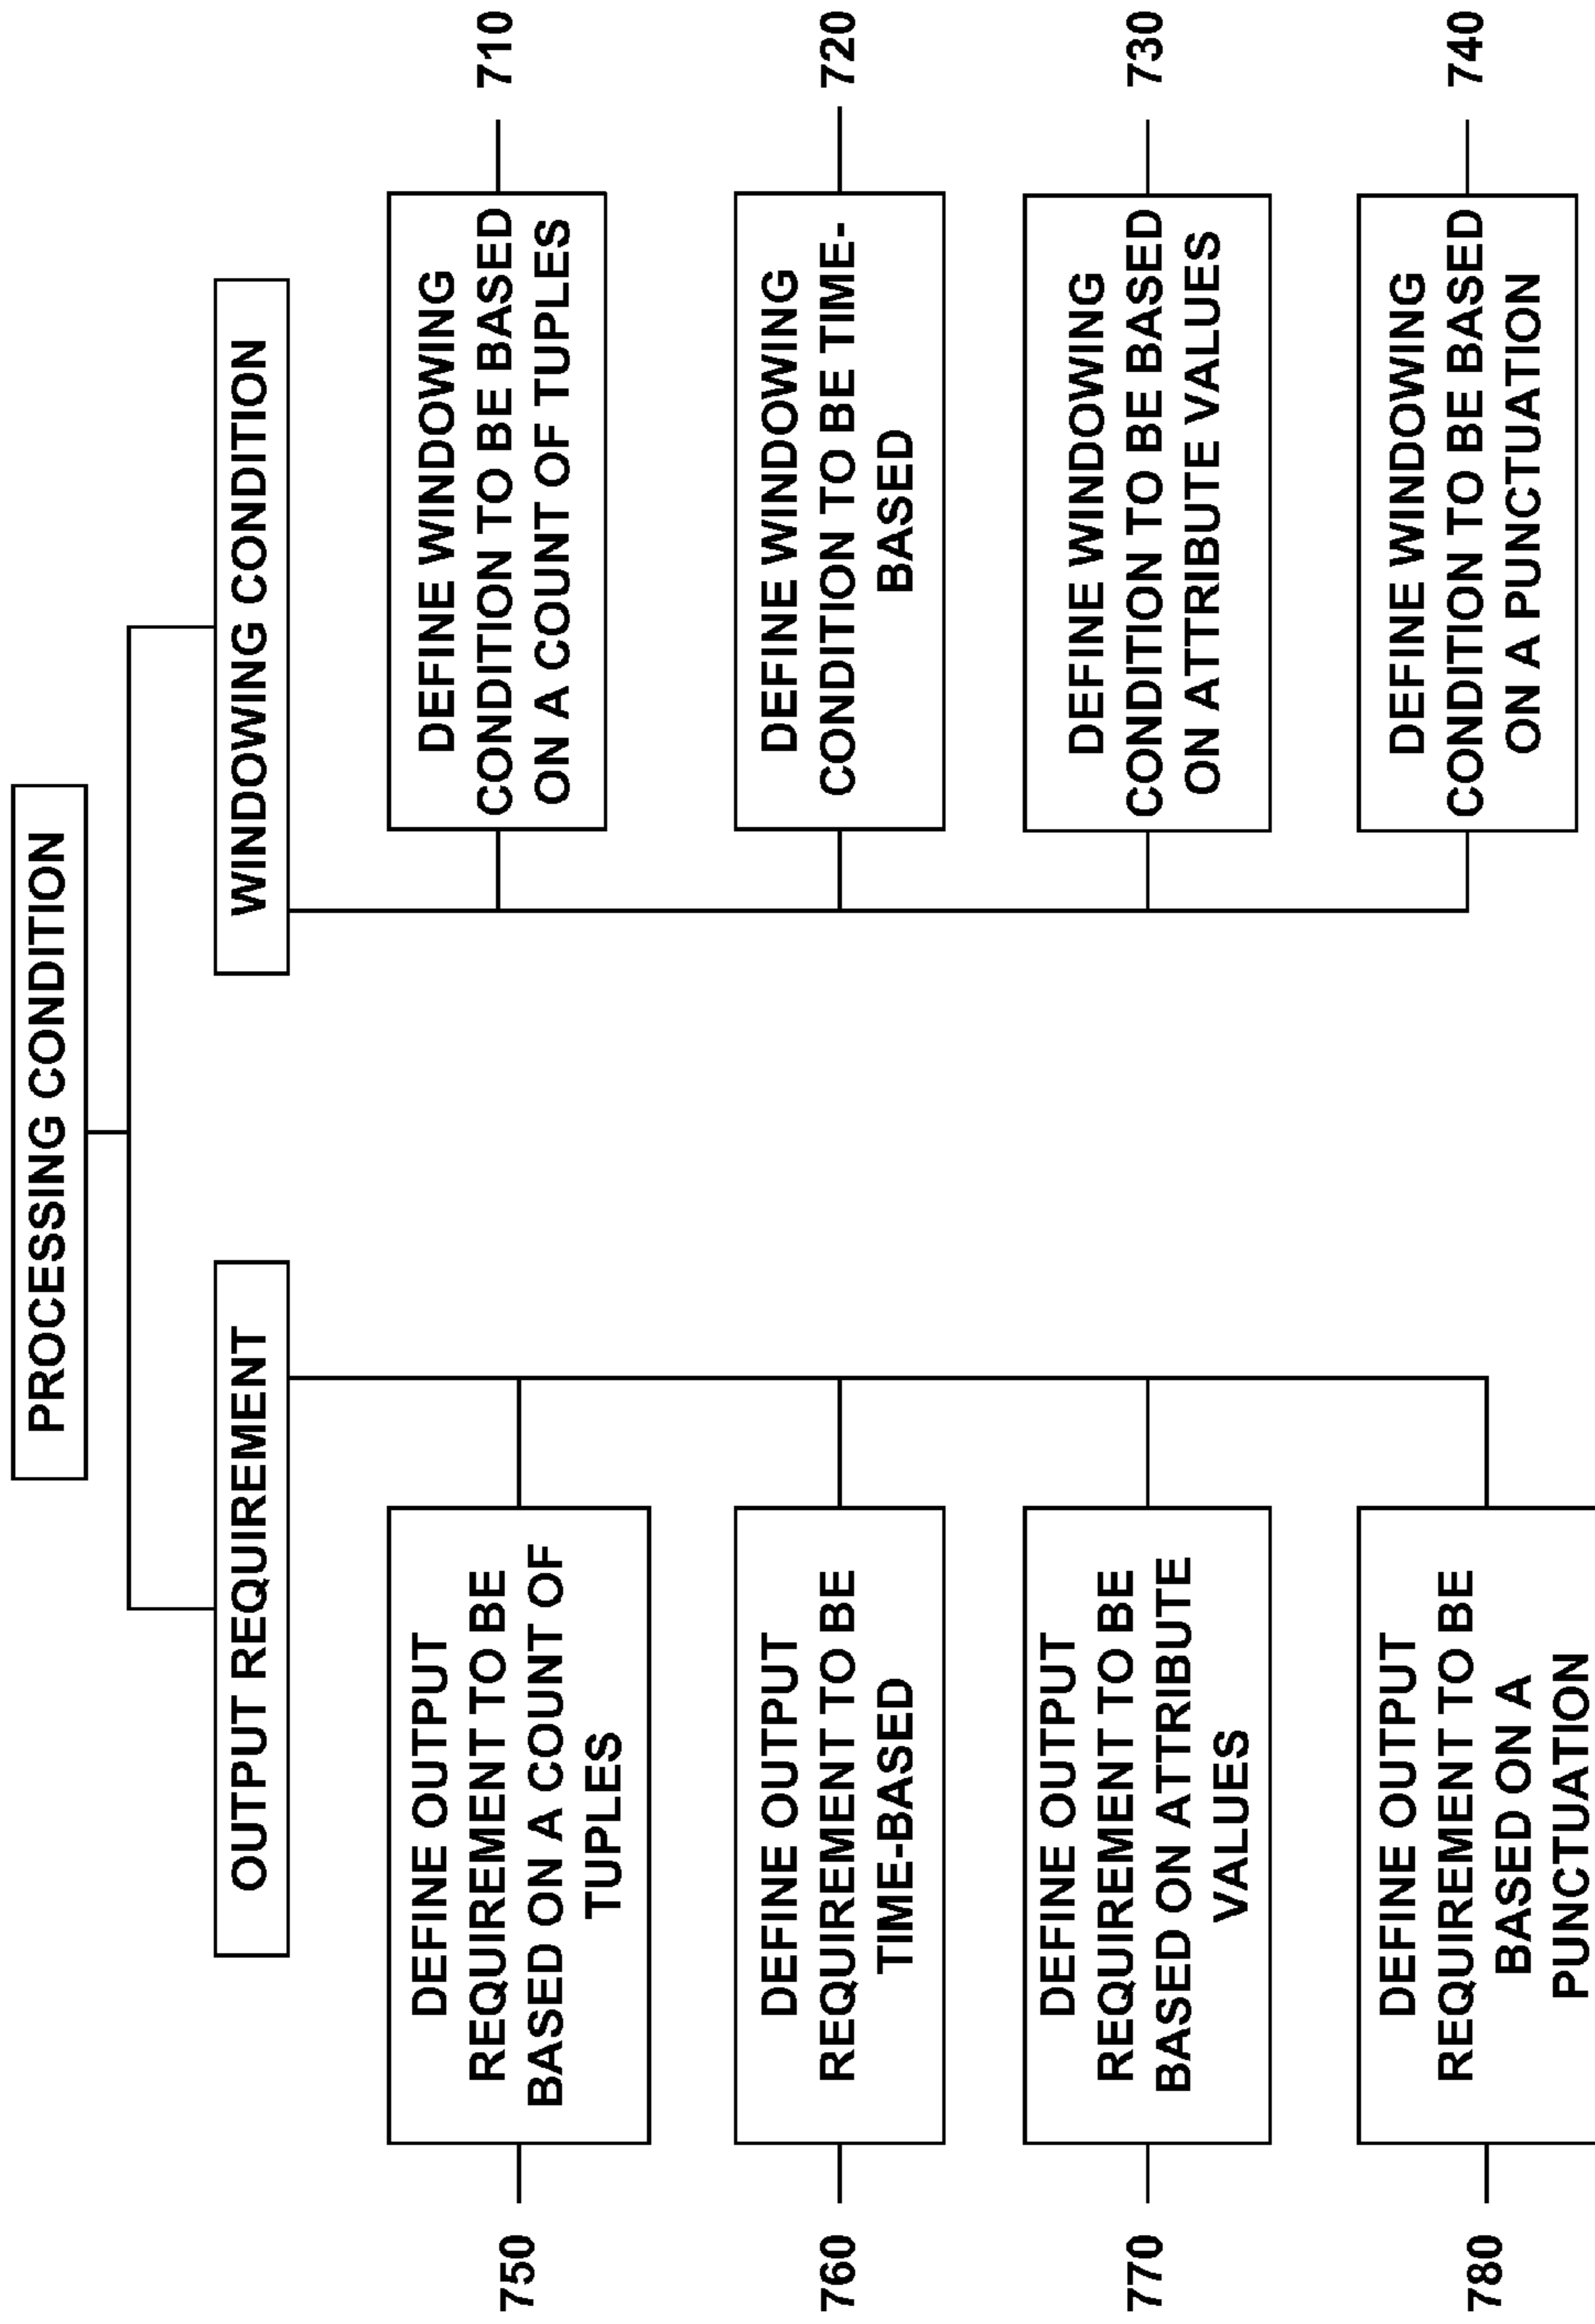 PROCESSING CONDITION
OUTPUT REQUIREMENT
750
DEFINE OUTPUT
REQUIREMENT TO BE
BASED ON A COUNT OF
TUPLES
760
DEFINE OUTPUT
REQUIREMENT TO BE
TIME-BASED
770
DEFINE OUTPUT
REQUIREMENT TO BE
BASED ON ATTRIBUTE
VALUES
780
DEFINE OUTPUT
REQUIREMENT TO BE
BASED ON A
PUNCTUATION
WINDOWING CONDITION
DEFINE WINDOWING
CONDITION TO BE BASED
ON A COUNT OF TUPLES
710
DEFINE WINDOWING
CONDITION TO BE TIME-
BASED
720
DEFINE WINDOWING
CONDITION TO BE BASED
ON ATTRIBUTE VALUES
730
DEFINE WINDOWING
CONDITION TO BE BASED
ON A PUNCTUATION
740